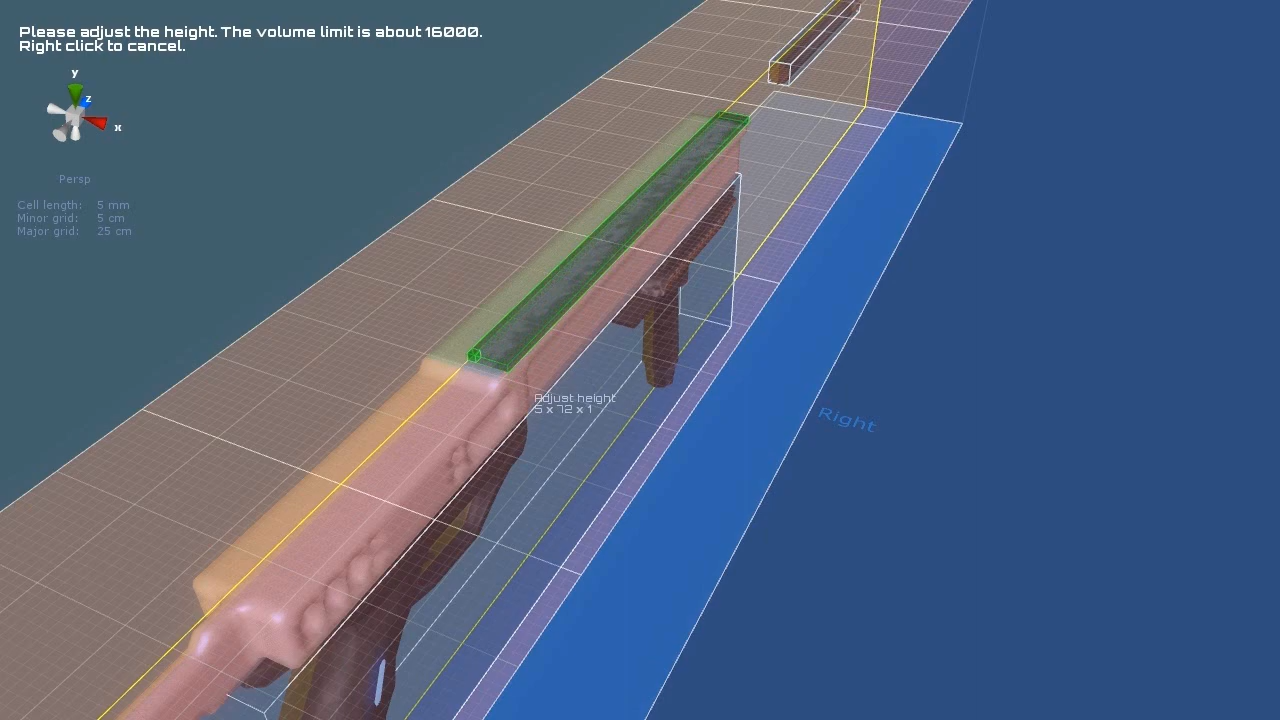 Please adjust the height. The volume limit is about 16000.
Right click to cancel.
y
z
x
Persp
Cell length: 5 mm
Minor grid: 5 cm
Major grid: 25 cm
Adjust height
5 x 72 x 1
Right